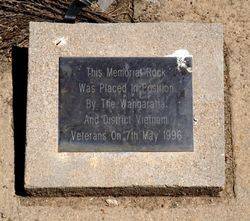 This Memorial Rock
Was Placed In Position
By The Wangaratta
And District Vietnam
Veterans On 7th May 1996